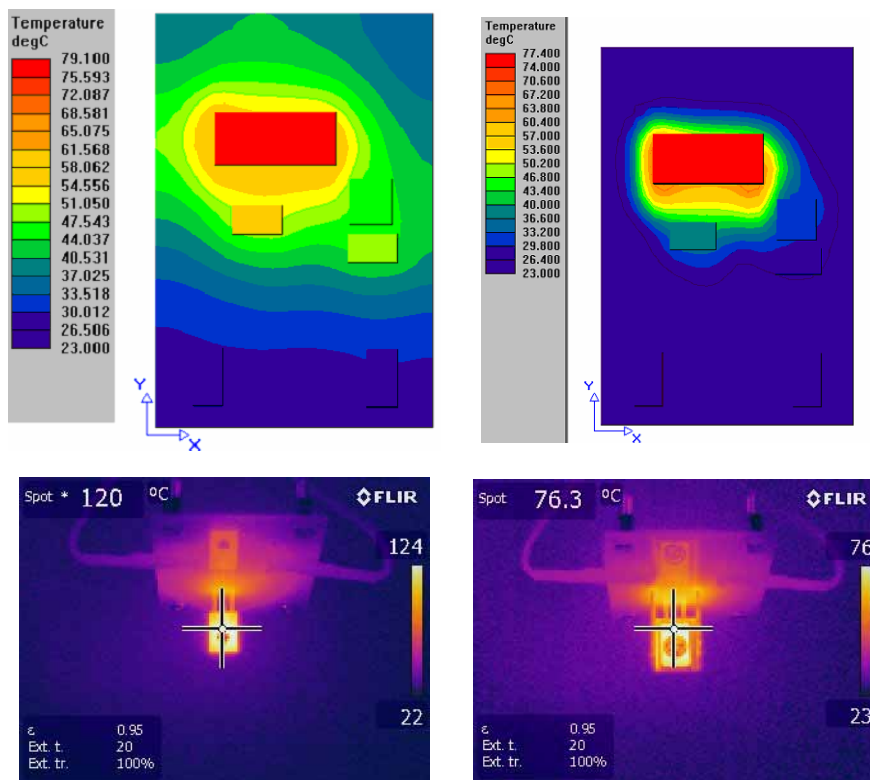 Temperature
degC
79.100
75.593
72.087
68.581
65.075
61.568
58.062
54.556
51.050
47.543
44.037
40.531
37.025
33.518
30.012
26.506
23.000
Y
X
Temperature
degC
77.400
74.000
70.600
67.200
63.800
60.400
57.000
53.600
50.200
46.800
43.400
40.000
36.600
33.200
29.800
26.400
23.000
Y
X
Spot * 120 °C
FLIR
124
22
ε 0.95
Ext. t. 20
Ext. tr. 100%
Spot 76.3 °C
FLIR
76
23
ε 0.95
Ext. t. 20
Ext. tr. 100%